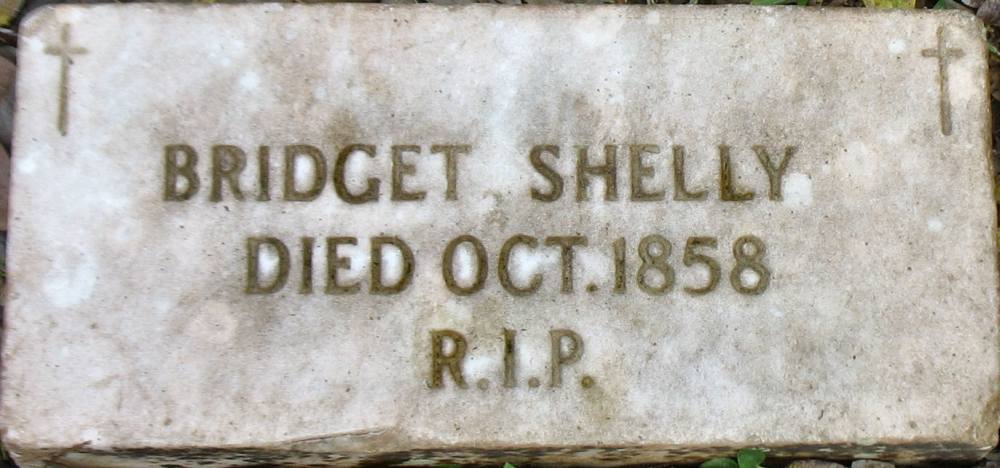 BRIDGET SHELLY
DIED OCT. 1858
R.I.P.